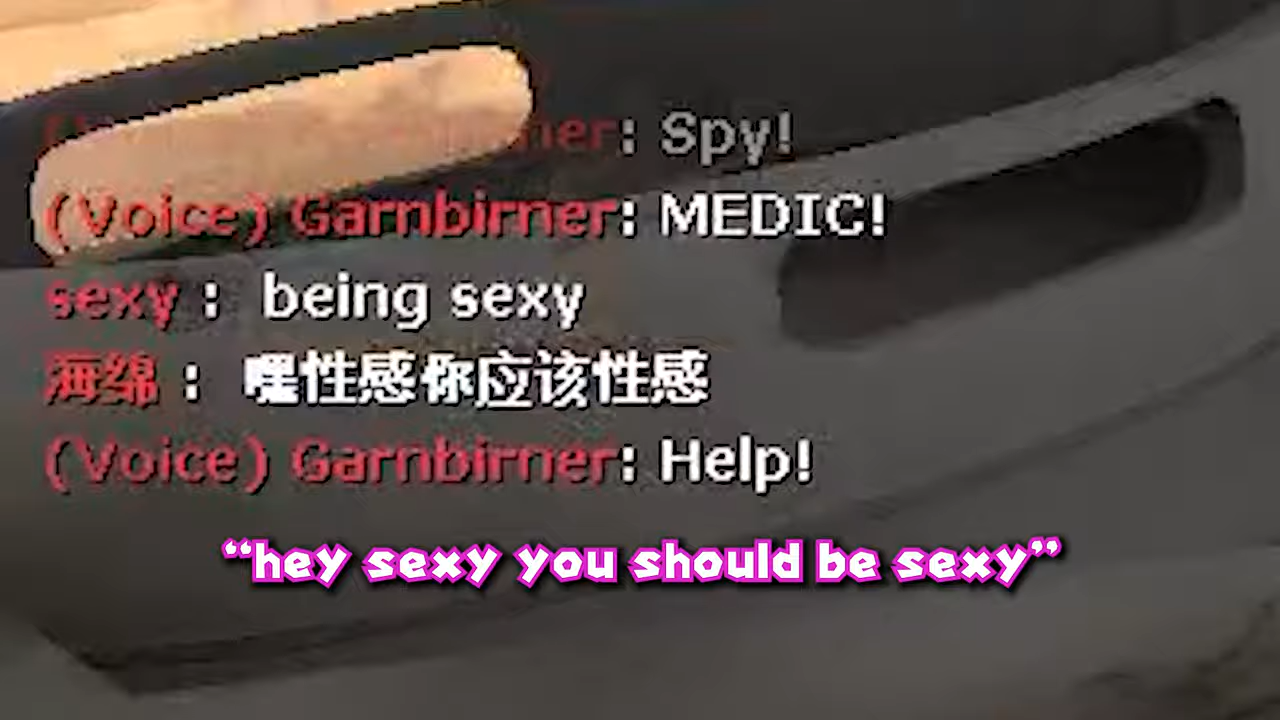 : Spy!
(Voice) Garnbirner: MEDIC!
sexy : being sexy
海绵 : 嘿性感你应该性感
(Voice) Garnbirner: Help!
“hey sexy you should be sexy”